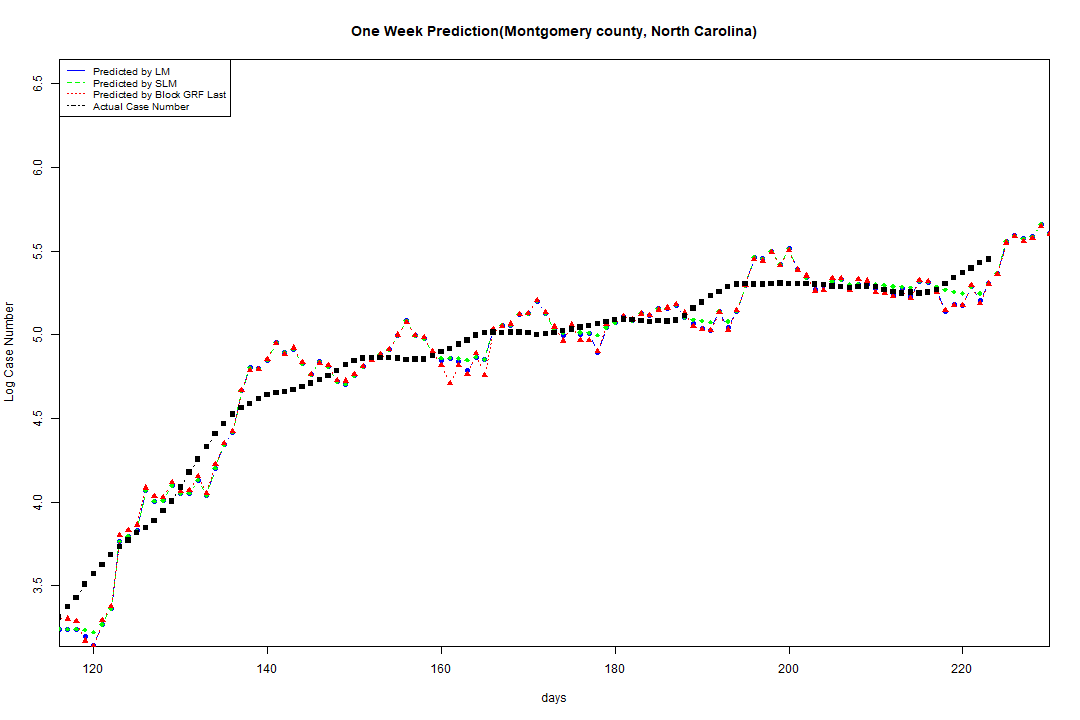 One Week Prediction(Montgomery county, North Carolina)
Predicted by LM
Predicted by SLM
Predicted by Block GRF Last
Actual Case Number
6.5
6.0
5.5
5.0
4.5
4.0
3.5
Log Case Number
120 140 160 180 200 220
days